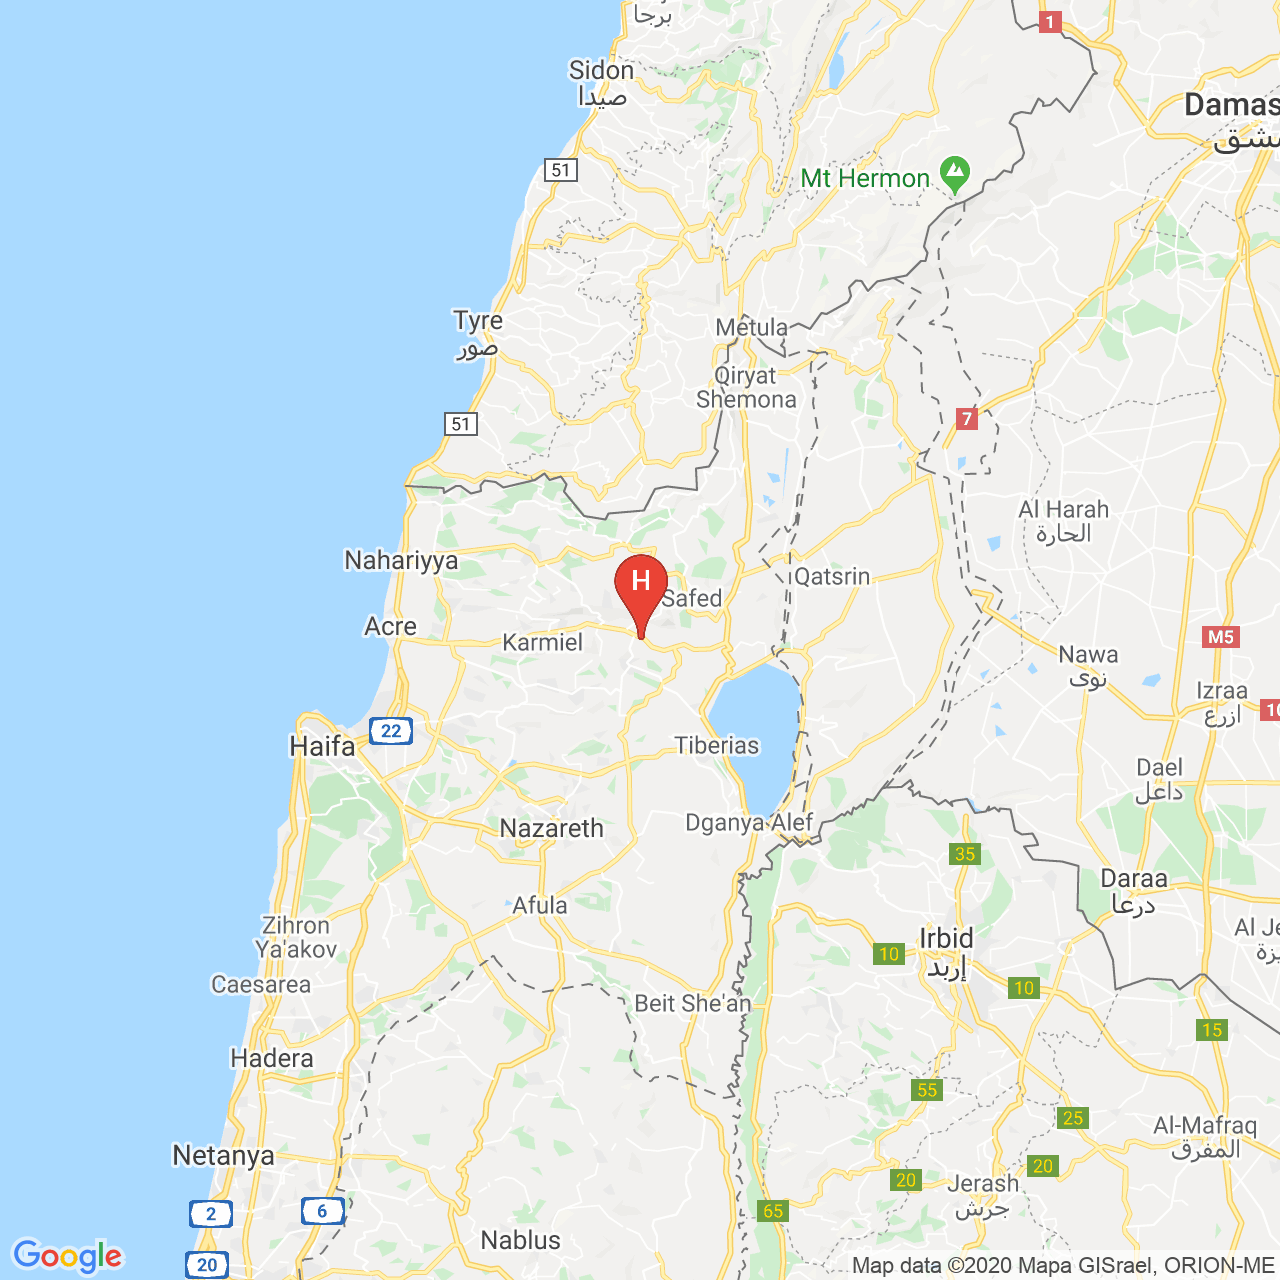 برجا
1
Sidon
صيدا
Damas
51
Mt Hermon
Tyre
صور
Metula
Qiryat
Shemona
51
7
Al Harah
الحارة
Nahariyya
H
Qatsrin
Safed
Acre
Karmiel
M5
Nawa
نوى
Izraa
ازرع
10
22
Haifa
Tiberias
Dael
داعل
Nazareth
Dganya Alef
35
Daraa
درعا
Afula
Zihron
Ya'akov
Irbid
إربد
Al Je
10
Caesarea
10
Beit She'an
15
Hadera
55
25
Al-Mafraq
المفرق
Netanya
20
20
Jerash
جرش
2
6
65
Nablus
20
Google
Map data ©2020 Mapa GISrael, ORION-ME